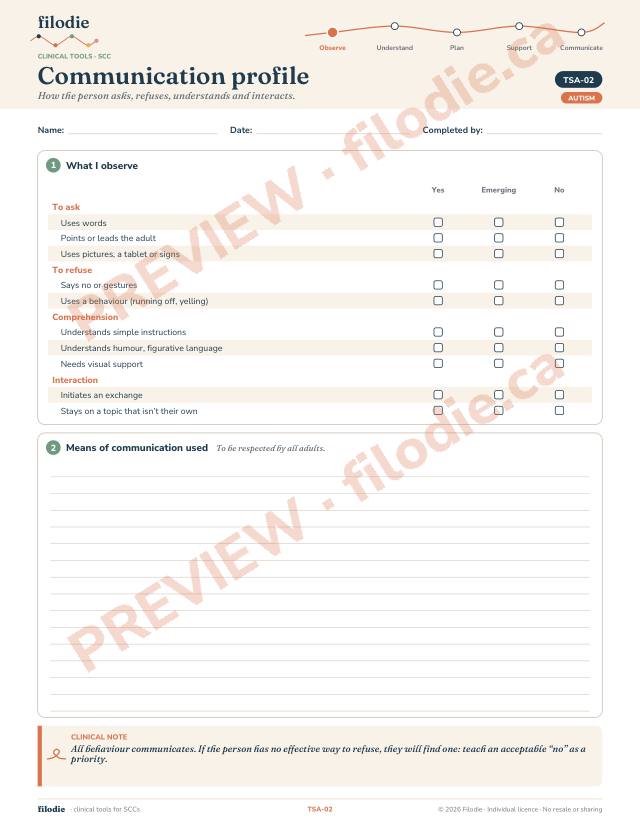 filodie
CLINICAL TOOLS · SCC
Observe Understand Plan Support Communicate
Communication profile
How the person asks, refuses, understands and interacts.
TSA-02
AUTISM
Name: Date: Completed by:
1 What I observe
Yes Emerging No
To ask
Uses words
Points or leads the adult
Uses pictures, a tablet or signs
To refuse
Says no or gestures
Uses a behaviour (running off, yelling)
Comprehension
Understands simple instructions
Understands humour, figurative language
Needs visual support
Interaction
Initiates an exchange
Stays on a topic that isn't their own
PREVIEW · filodie.ca
2 Means of communication used To be respected by all adults.
PREVIEW · filodie.ca
CLINICAL NOTE
All behaviour communicates. If the person has no effective way to refuse, they will find one: teach an acceptable “no” as a
priority.
filodie · clinical tools for SCCs TSA-02 © 2026 Filodie · Individual licence · No resale or sharing